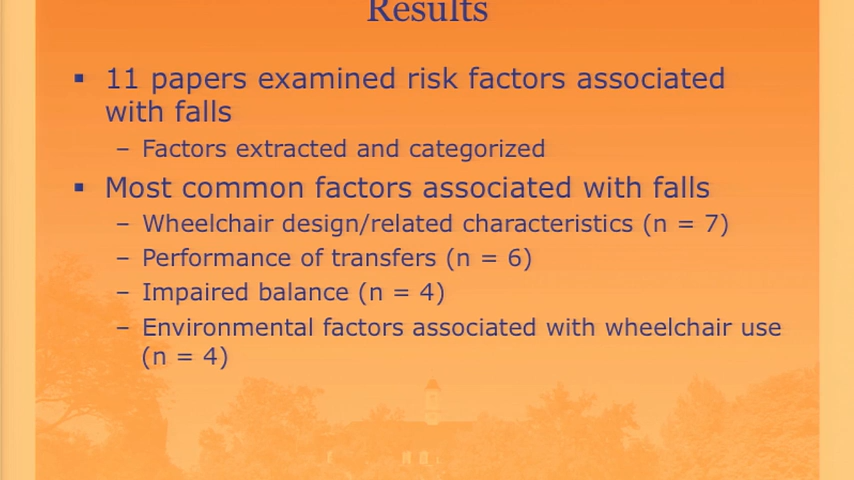 Results
▪ 11 papers examined risk factors associated
with falls
– Factors extracted and categorized
▪ Most common factors associated with falls
– Wheelchair design/related characteristics (n = 7)
– Performance of transfers (n = 6)
– Impaired balance (n = 4)
– Environmental factors associated with wheelchair use
(n = 4)